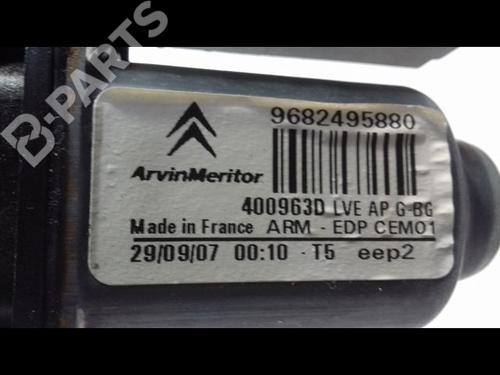 B-PARTS
9682495880
ArvinMeritor
400963D LVE AP G-BG
Made in France ARM - EDP CEM01
29/09/07 00:10 - T5 eep2